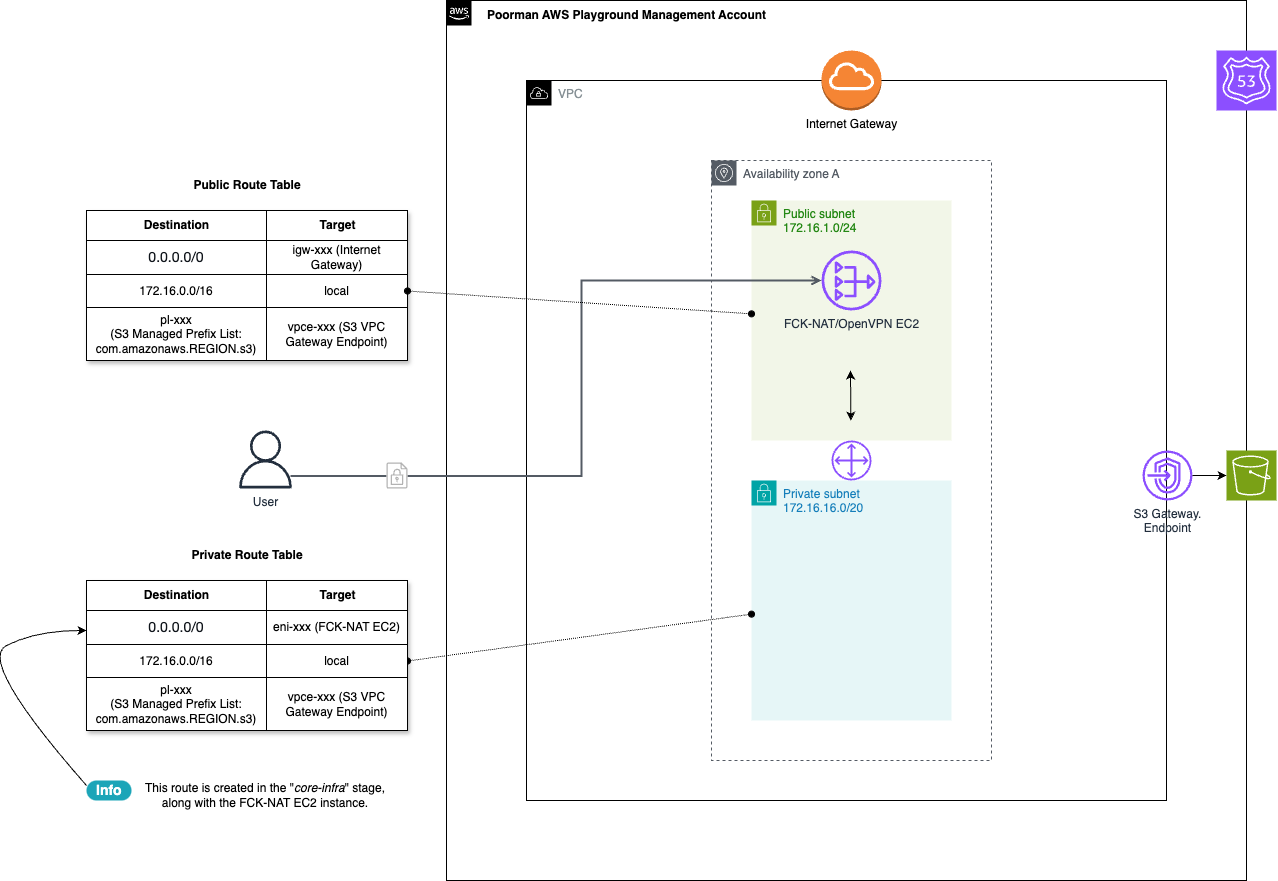 aws
Poorman AWS Playground Management Account
53
VPC
Internet Gateway
Availability zone A
Public Route Table
Destination
Target
0.0.0.0/0
igw-xxx (Internet
Gateway)
172.16.0.0/16
local
pl-xxx
(S3 Managed Prefix List:
com.amazonaws.REGION.s3)
vpce-xxx (S3 VPC
Gateway Endpoint)
Public subnet
172.16.1.0/24
FCK-NAT/OpenVPN EC2
User
Private subnet
172.16.16.0/20
S3 Gateway.
Endpoint
Private Route Table
Destination
Target
0.0.0.0/0
eni-xxx (FCK-NAT EC2)
172.16.0.0/16
local
pl-xxx
(S3 Managed Prefix List:
com.amazonaws.REGION.s3)
vpce-xxx (S3 VPC
Gateway Endpoint)
Info
This route is created in the "core-infra" stage,
along with the FCK-NAT EC2 instance.